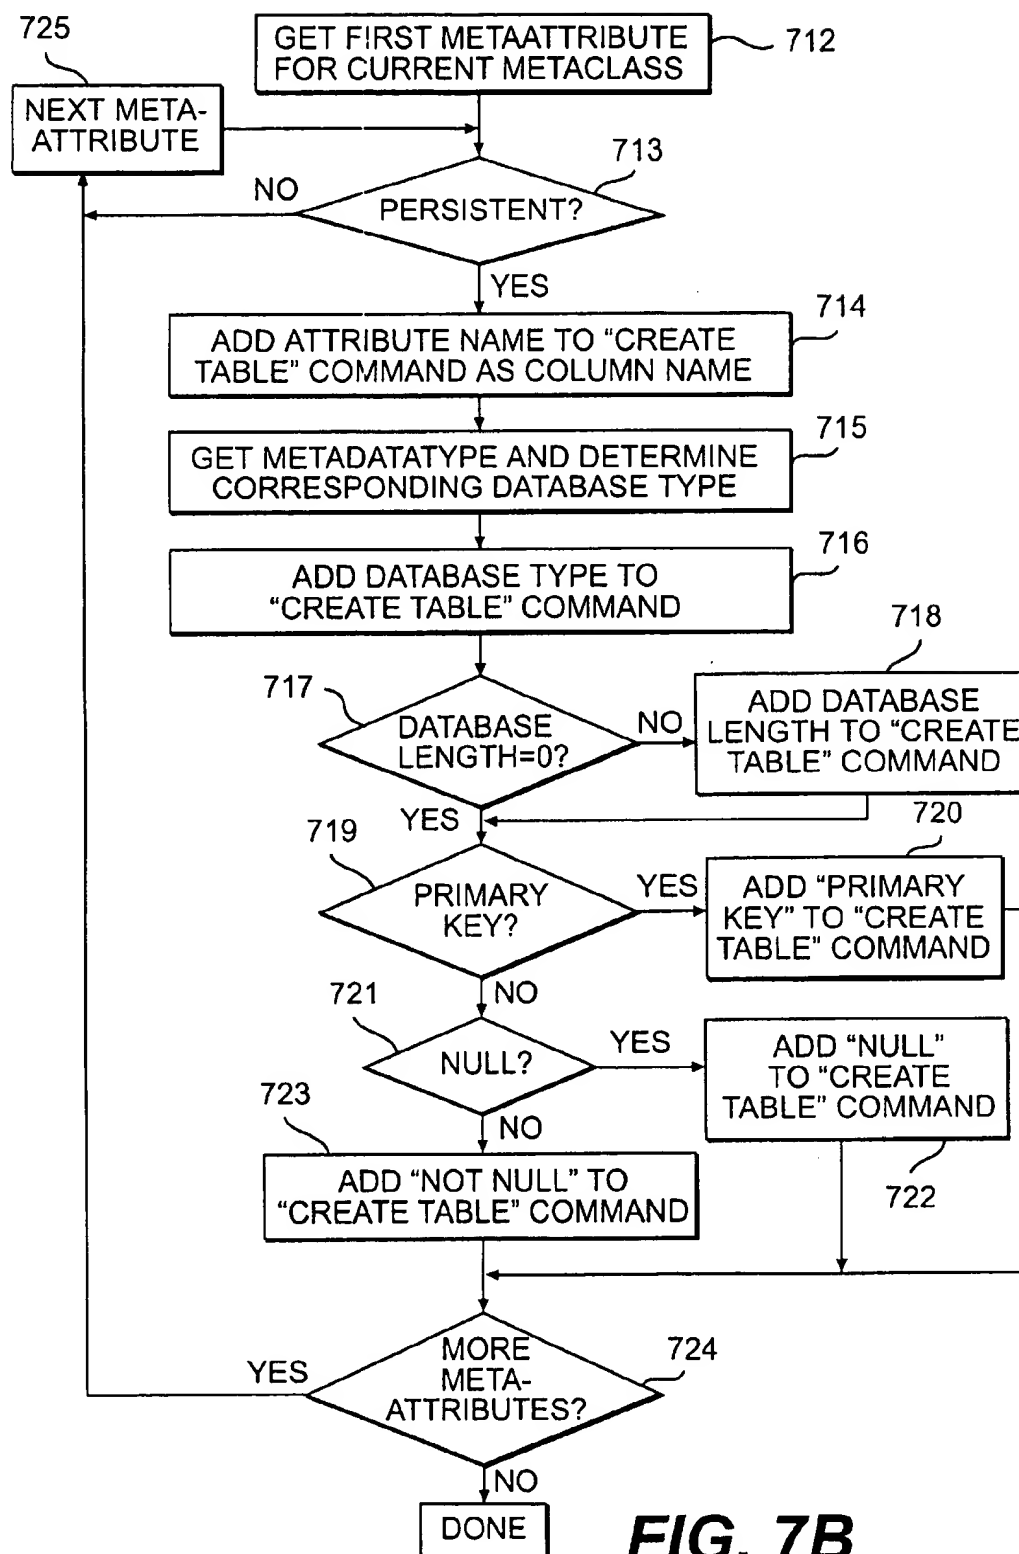 725
GET FIRST METAATTRIBUTE
FOR CURRENT METACLASS
712
NEXT META-
ATTRIBUTE
713
NO
PERSISTENT?
YES
714
ADD ATTRIBUTE NAME TO “CREATE
TABLE” COMMAND AS COLUMN NAME
715
GET METADATATYPE AND DETERMINE
CORRESPONDING DATABASE TYPE
716
ADD DATABASE TYPE TO
“CREATE TABLE” COMMAND
718
717
DATABASE
LENGTH=0?
NO
ADD DATABASE
LENGTH TO “CREATE
TABLE” COMMAND
YES
720
719
PRIMARY
KEY?
YES
ADD “PRIMARY
KEY” TO “CREATE
TABLE” COMMAND
NO
721
NULL?
YES
ADD “NULL”
TO “CREATE
TABLE” COMMAND
723
NO
722
ADD “NOT NULL” TO
“CREATE TABLE” COMMAND
724
MORE
META-
ATTRIBUTES?
YES
NO
DONE
FIG. 7B